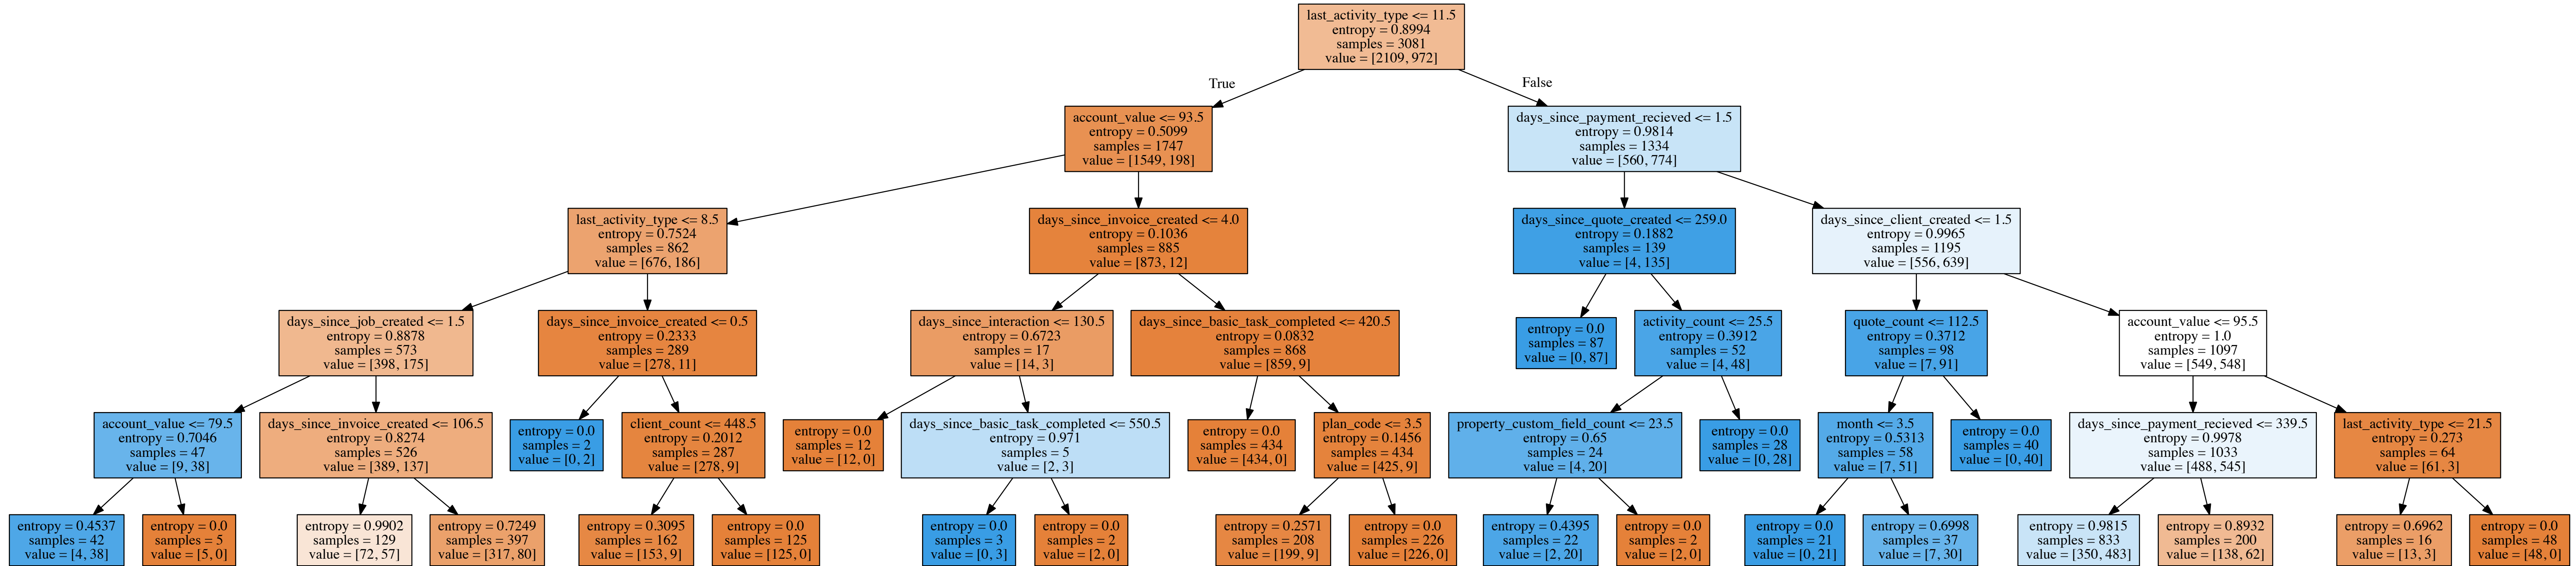 last_activity_type <= 11.5
entropy = 0.8994
samples = 3081
value = [2109, 972]
True
False
account_value <= 93.5
entropy = 0.5099
samples = 1747
value = [1549, 198]
days_since_payment_recieved <= 1.5
entropy = 0.9814
samples = 1334
value = [560, 774]
last_activity_type <= 8.5
entropy = 0.7524
samples = 862
value = [676, 186]
days_since_invoice_created <= 4.0
entropy = 0.1036
samples = 885
value = [873, 12]
days_since_quote_created <= 259.0
entropy = 0.1882
samples = 139
value = [4, 135]
days_since_client_created <= 1.5
entropy = 0.9965
samples = 1195
value = [556, 639]
days_since_job_created <= 1.5
entropy = 0.8878
samples = 573
value = [398, 175]
days_since_invoice_created <= 0.5
entropy = 0.2333
samples = 289
value = [278, 11]
days_since_interaction <= 130.5
entropy = 0.6723
samples = 17
value = [14, 3]
days_since_basic_task_completed <= 420.5
entropy = 0.0832
samples = 868
value = [859, 9]
entropy = 0.0
samples = 87
value = [0, 87]
activity_count <= 25.5
entropy = 0.3912
samples = 52
value = [4, 48]
quote_count <= 112.5
entropy = 0.3712
samples = 98
value = [7, 91]
account_value <= 95.5
entropy = 1.0
samples = 1097
value = [549, 548]
account_value <= 79.5
entropy = 0.7046
samples = 47
value = [9, 38]
days_since_invoice_created <= 106.5
entropy = 0.8274
samples = 526
value = [389, 137]
entropy = 0.0
samples = 2
value = [0, 2]
client_count <= 448.5
entropy = 0.2012
samples = 287
value = [278, 9]
entropy = 0.0
samples = 12
value = [12, 0]
days_since_basic_task_completed <= 550.5
entropy = 0.971
samples = 5
value = [2, 3]
entropy = 0.0
samples = 434
value = [434, 0]
plan_code <= 3.5
entropy = 0.1456
samples = 434
value = [425, 9]
property_custom_field_count <= 23.5
entropy = 0.65
samples = 24
value = [4, 20]
entropy = 0.0
samples = 28
value = [0, 28]
month <= 3.5
entropy = 0.5313
samples = 58
value = [7, 51]
entropy = 0.0
samples = 40
value = [0, 40]
days_since_payment_recieved <= 339.5
entropy = 0.9978
samples = 1033
value = [488, 545]
last_activity_type <= 21.5
entropy = 0.273
samples = 64
value = [61, 3]
entropy = 0.4537
samples = 42
value = [4, 38]
entropy = 0.0
samples = 5
value = [5, 0]
entropy = 0.9902
samples = 129
value = [72, 57]
entropy = 0.7249
samples = 397
value = [317, 80]
entropy = 0.3095
samples = 162
value = [153, 9]
entropy = 0.0
samples = 125
value = [125, 0]
entropy = 0.0
samples = 3
value = [0, 3]
entropy = 0.0
samples = 2
value = [2, 0]
entropy = 0.2571
samples = 208
value = [199, 9]
entropy = 0.0
samples = 226
value = [226, 0]
entropy = 0.4395
samples = 22
value = [2, 20]
entropy = 0.0
samples = 2
value = [2, 0]
entropy = 0.0
samples = 21
value = [0, 21]
entropy = 0.6998
samples = 37
value = [7, 30]
entropy = 0.9815
samples = 833
value = [350, 483]
entropy = 0.8932
samples = 200
value = [138, 62]
entropy = 0.6962
samples = 16
value = [13, 3]
entropy = 0.0
samples = 48
value = [48, 0]